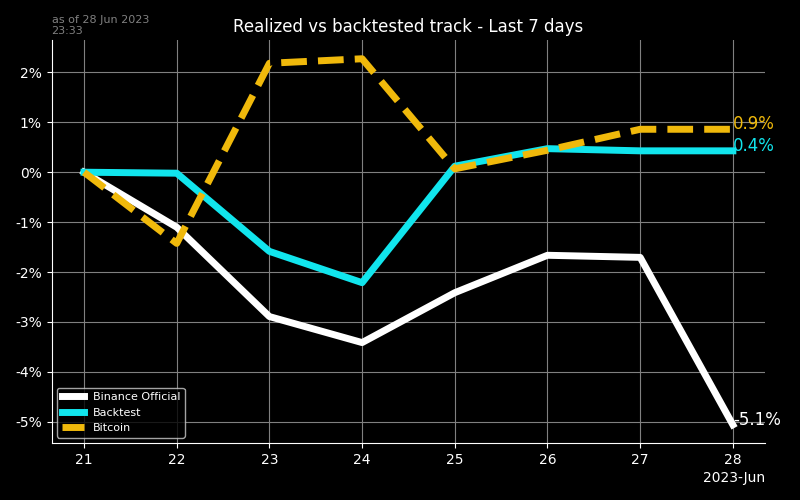 as of 28 Jun 2023
23:33
Realized vs backtested track - Last 7 days
2%
1%
0%
-1%
-2%
-3%
-4%
-5%
0.9%
0.4%
-5.1%
Binance Official
Backtest
Bitcoin
21 22 23 24 25 26 27 28
2023-Jun